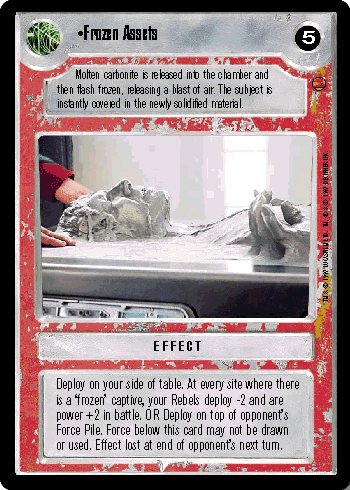 •Frozen Assets
5
Molten carbonite is released into the chamber and
then flash frozen, releasing a blast of air. The subject is
instantly covered in the newly solidified material.
EFFECT
Deploy on your side of table. At every site where there
is a 'frozen' captive, your Rebels deploy -2 and are
power +2 in battle. OR Deploy on top of opponent's
Force Pile. Force below this card may not be drawn
or used. Effect lost at end of opponent's next turn.